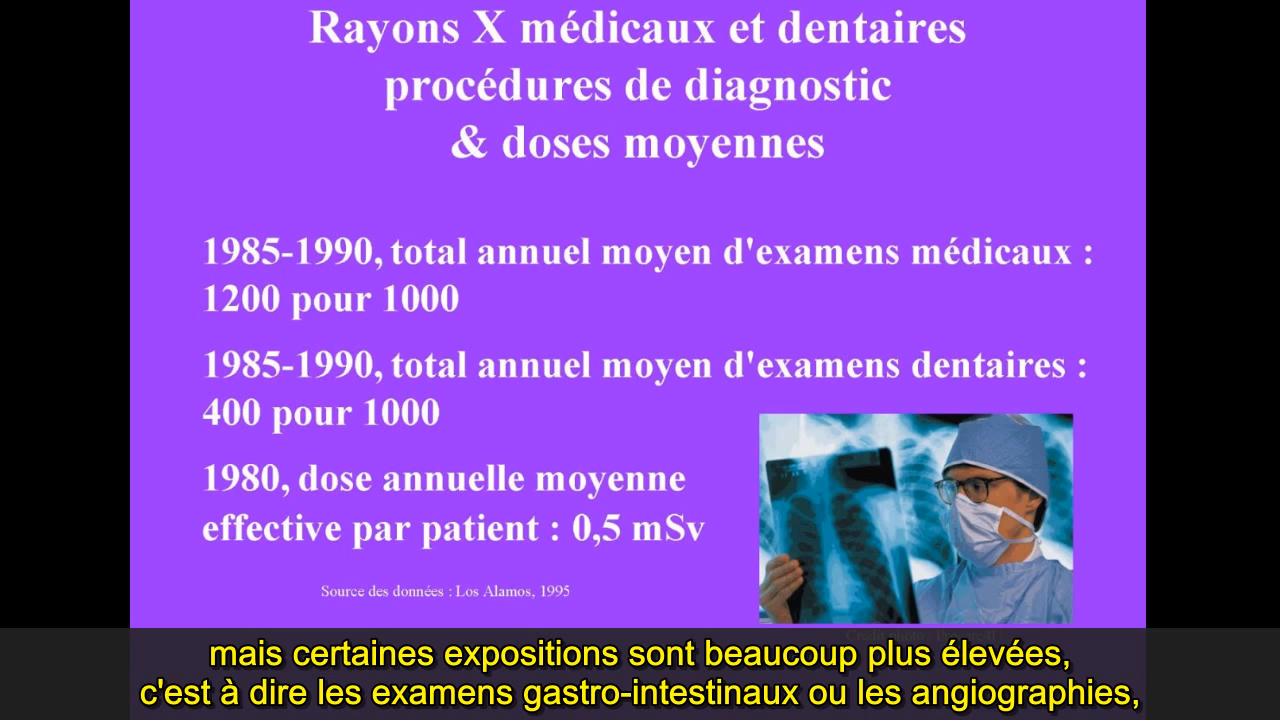 Rayons X médicaux et dentaires
procédures de diagnostic
& doses moyennes
1985-1990, total annuel moyen d'examens médicaux :
1200 pour 1000
1985-1990, total annuel moyen d'examens dentaires :
400 pour 1000
1980, dose annuelle moyenne
effective par patient : 0,5 mSv
Source des données : Los Alamos, 1995
mais certaines expositions sont beaucoup plus élevées,
c'est à dire les examens gastro-intestinaux ou les angiographies,